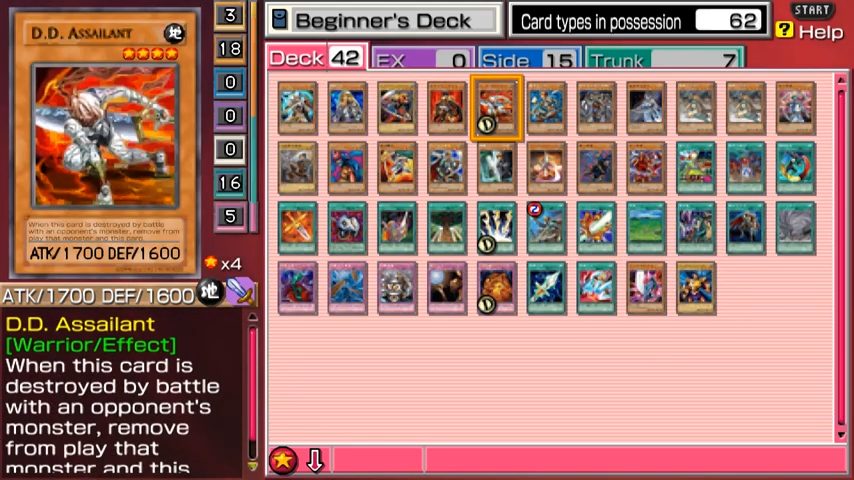 D.D. ASSAILANT
地
When this card is destroyed by battle
with an opponent's monster, remove from
play that monster and this card.
ATK/1700 DEF/1600
3
18
0
0
0
16
5
x4
ATK/1700 DEF/1600
地
D.D. Assailant
[Warrior/Effect]
When this card is
destroyed by battle
with an opponent's
monster, remove
from play that
monster and this
Beginner's Deck
Card types in possession 62
START
? Help
Deck 42
EX 0
Side 15
Trunk 7
D
2
D
D